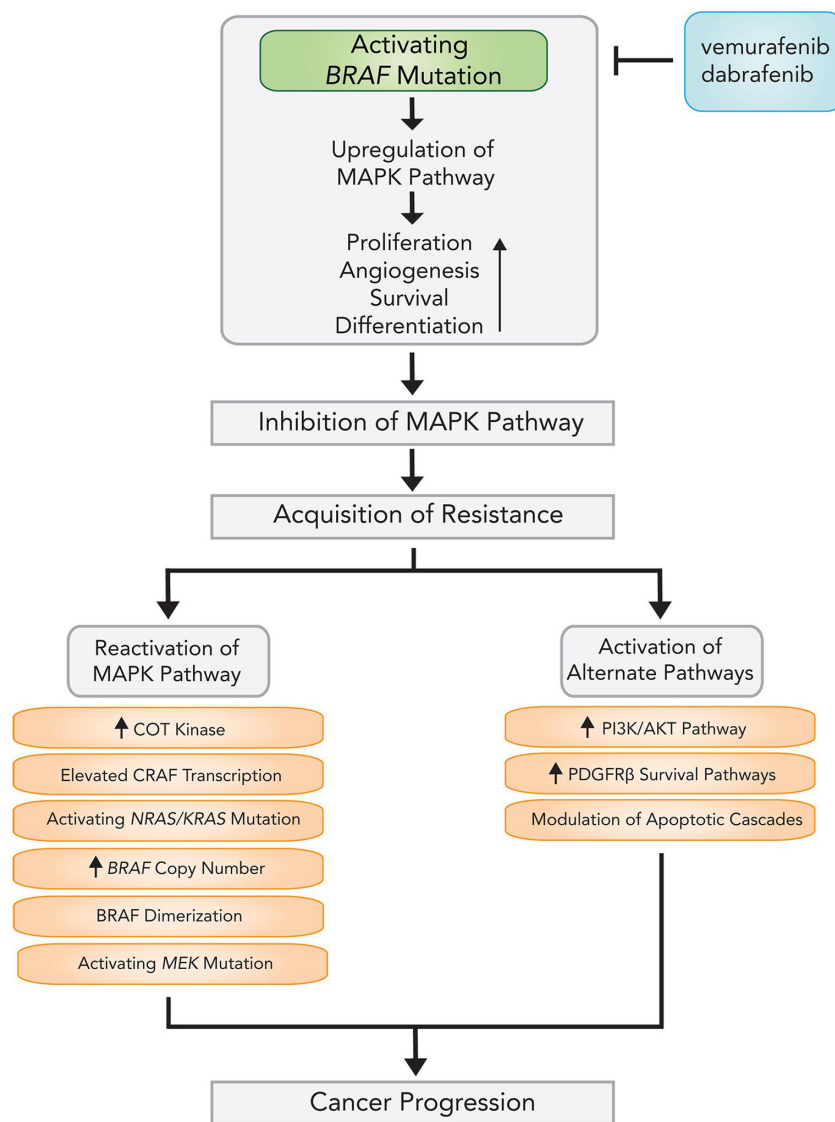 Activating
BRAF Mutation
vemurafenib
dabrafenib
Upregulation of
MAPK Pathway
Proliferation
Angiogenesis
Survival
Differentiation
Inhibition of MAPK Pathway
Acquisition of Resistance
Reactivation of
MAPK Pathway
COT Kinase
Elevated CRAF Transcription
Activating NRAS/KRAS Mutation
BRAF Copy Number
BRAF Dimerization
Activating MEK Mutation
Activation of
Alternate Pathways
PI3K/AKT Pathway
PDGFRβ Survival Pathways
Modulation of Apoptotic Cascades
Cancer Progression